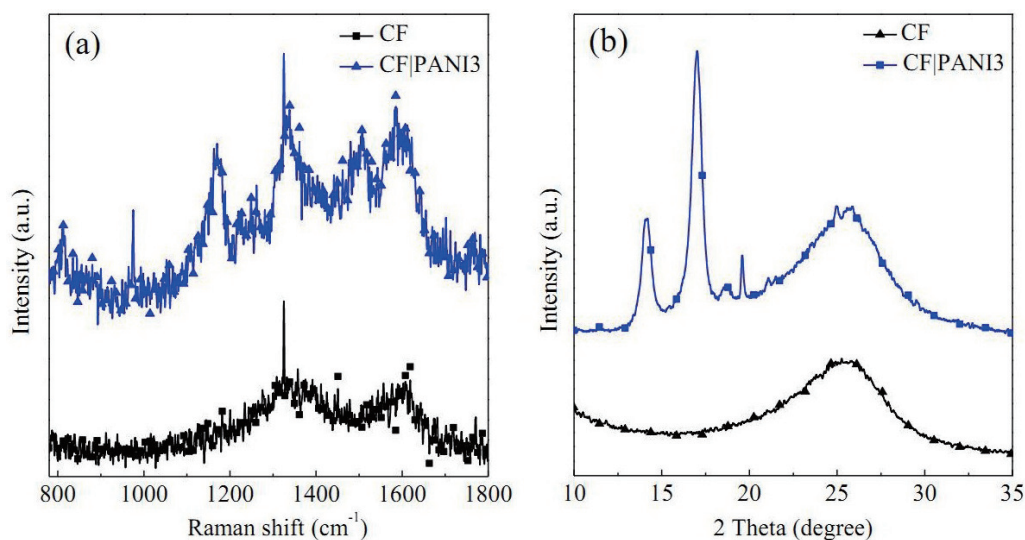 (a)
CF
CF|PANI3
Intensity (a.u.)
800 1000 1200 1400 1600 1800
Raman shift (cm⁻¹)
(b)
CF
CF|PANI3
Intensity (a.u.)
10 15 20 25 30 35
2 Theta (degree)